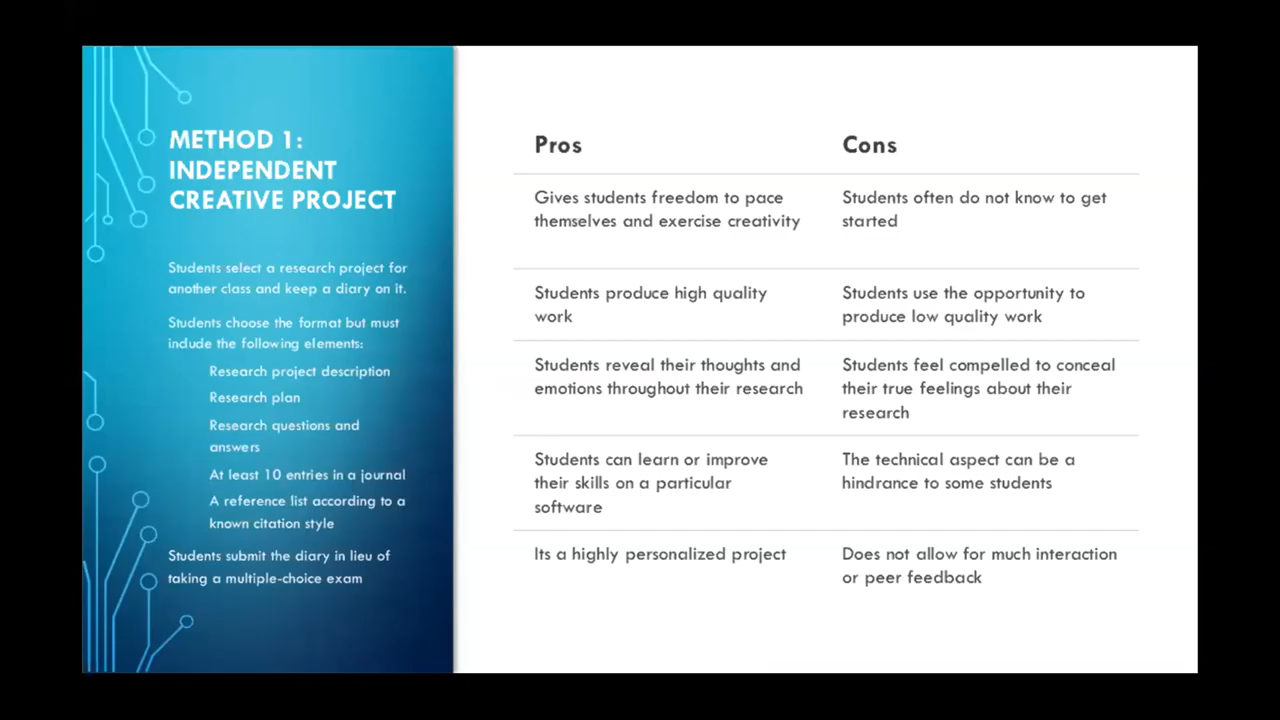 METHOD 1:
INDEPENDENT
CREATIVE PROJECT
Students select a research project for
another class and keep a diary on it.
Students choose the format but must
include the following elements:
Research project description
Research plan
Research questions and
answers
At least 10 entries in a journal
A reference list according to a
known citation style
Students submit the diary in lieu of
taking a multiple-choice exam
Pros
Cons
Gives students freedom to pace
themselves and exercise creativity
Students often do not know to get
started
Students produce high quality
work
Students use the opportunity to
produce low quality work
Students reveal their thoughts and
emotions throughout their research
Students feel compelled to conceal
their true feelings about their
research
Students can learn or improve
their skills on a particular
software
The technical aspect can be a
hindrance to some students
Its a highly personalized project
Does not allow for much interaction
or peer feedback